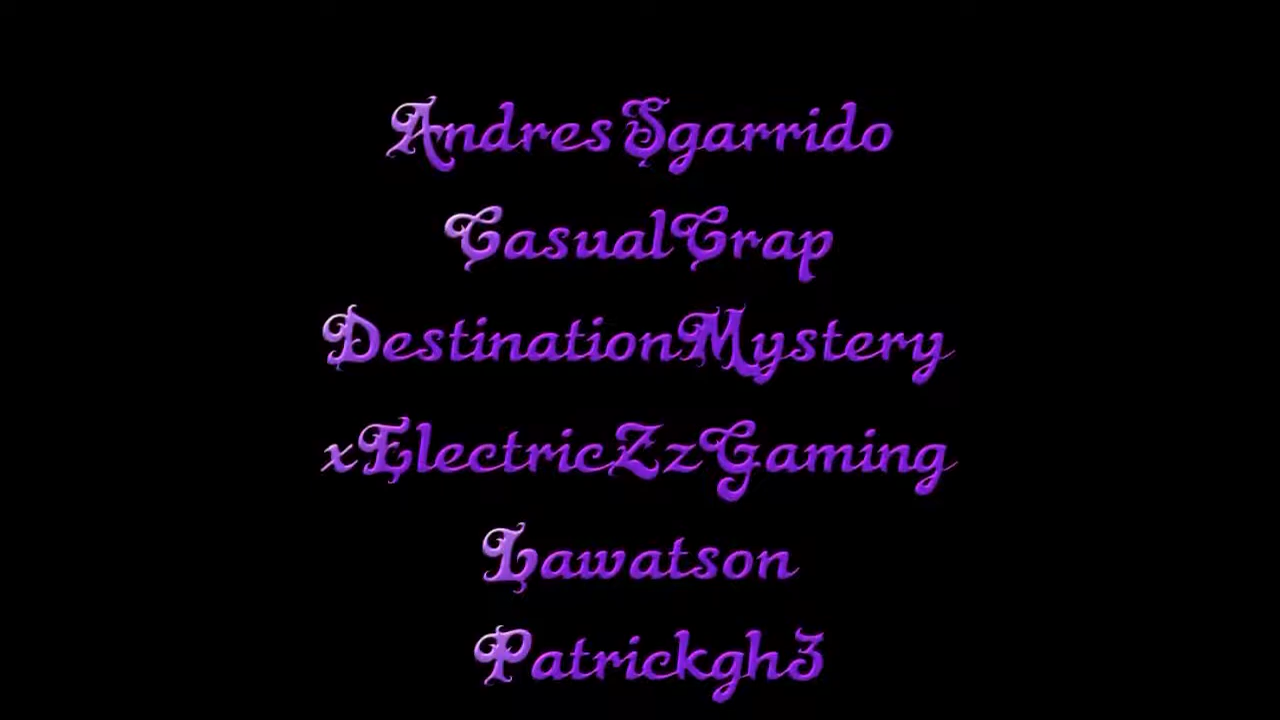 AndresSgarrido
CasualCrap
DestinationMystery
xElectricZzGaming
Lawatson
Patrickgh3